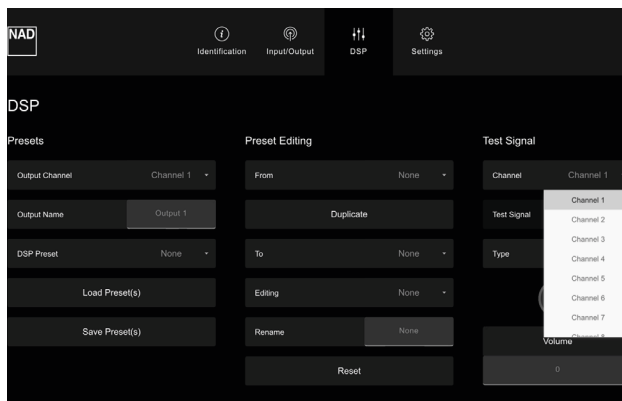 NAD
Identification
Input/Output
DSP
Settings
DSP
Presets
Output Channel Channel 1
Output Name Output 1
DSP Preset None
Load Preset(s)
Save Preset(s)
Preset Editing
From None
Duplicate
To None
Editing None
Rename None
Reset
Test Signal
Channel Channel 1
Channel 1
Test Signal
Channel 2
Channel 3
Type
Channel 4
Channel 5
Channel 6
Channel 7
Channel 8
Volume
0